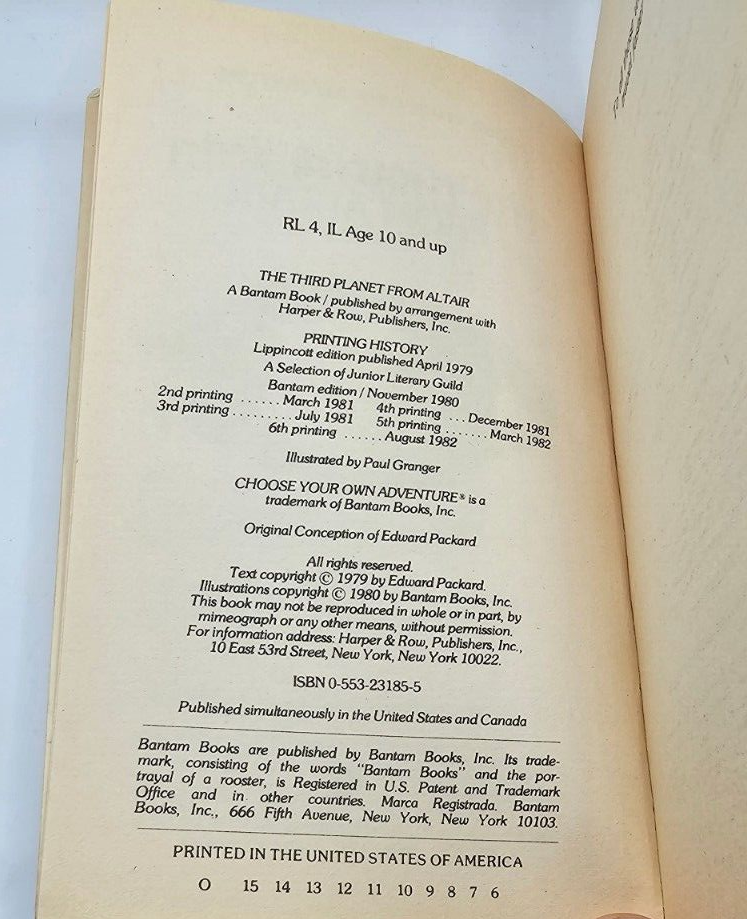 RL 4, IL Age 10 and up
THE THIRD PLANET FROM ALTAIR
A Bantam Book / published by arrangement with
Harper & Row, Publishers, Inc.
PRINTING HISTORY
Lippincott edition published April 1979
A Selection of Junior Literary Guild
Bantam edition / November 1980
2nd printing ...... March 1981 4th printing ... December 1981
3rd printing ......... July 1981 5th printing ....... March 1982
6th printing ...... August 1982
Illustrated by Paul Granger
CHOOSE YOUR OWN ADVENTURE® is a
trademark of Bantam Books, Inc.
Original Conception of Edward Packard
All rights reserved.
Text copyright © 1979 by Edward Packard.
Illustrations copyright © 1980 by Bantam Books, Inc.
This book may not be reproduced in whole or in part, by
mimeograph or any other means, without permission.
For information address: Harper & Row, Publishers, Inc.,
10 East 53rd Street, New York, New York 10022.
ISBN 0-553-23185-5
Published simultaneously in the United States and Canada
Bantam Books are published by Bantam Books, Inc. Its trade-
mark, consisting of the words "Bantam Books" and the por-
trayal of a rooster, is Registered in U.S. Patent and Trademark
Office and in other countries. Marca Registrada. Bantam
Books, Inc., 666 Fifth Avenue, New York, New York 10103.
PRINTED IN THE UNITED STATES OF AMERICA
O 15 14 13 12 11 10 9 8 7 6